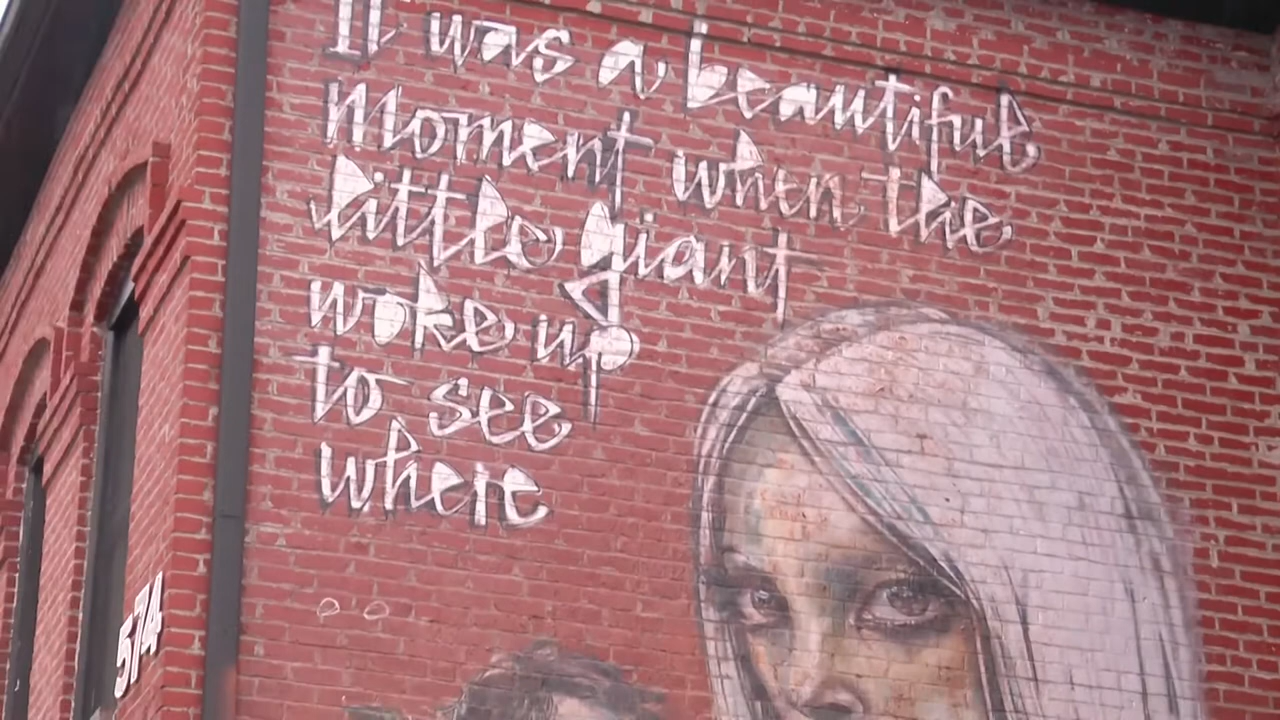 It was a beautiful
Moment when the
little giant
woke up
to see
where
574